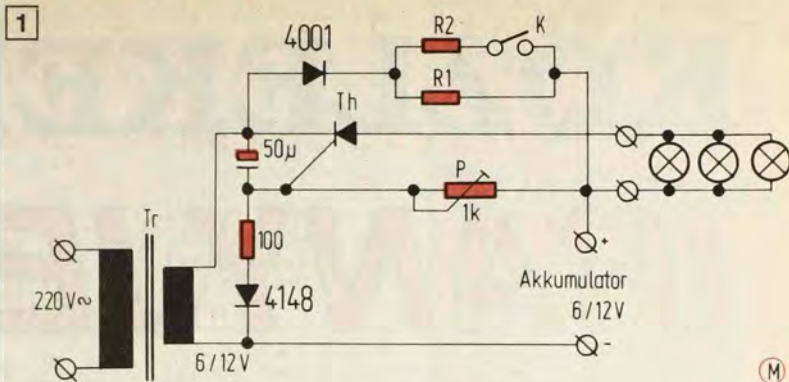 1
4001
R2
K
R1
Th
50µ
P
1k
Tr
100
4148
220V~
6/12V
+
Akkumulator
6/12V
-
M